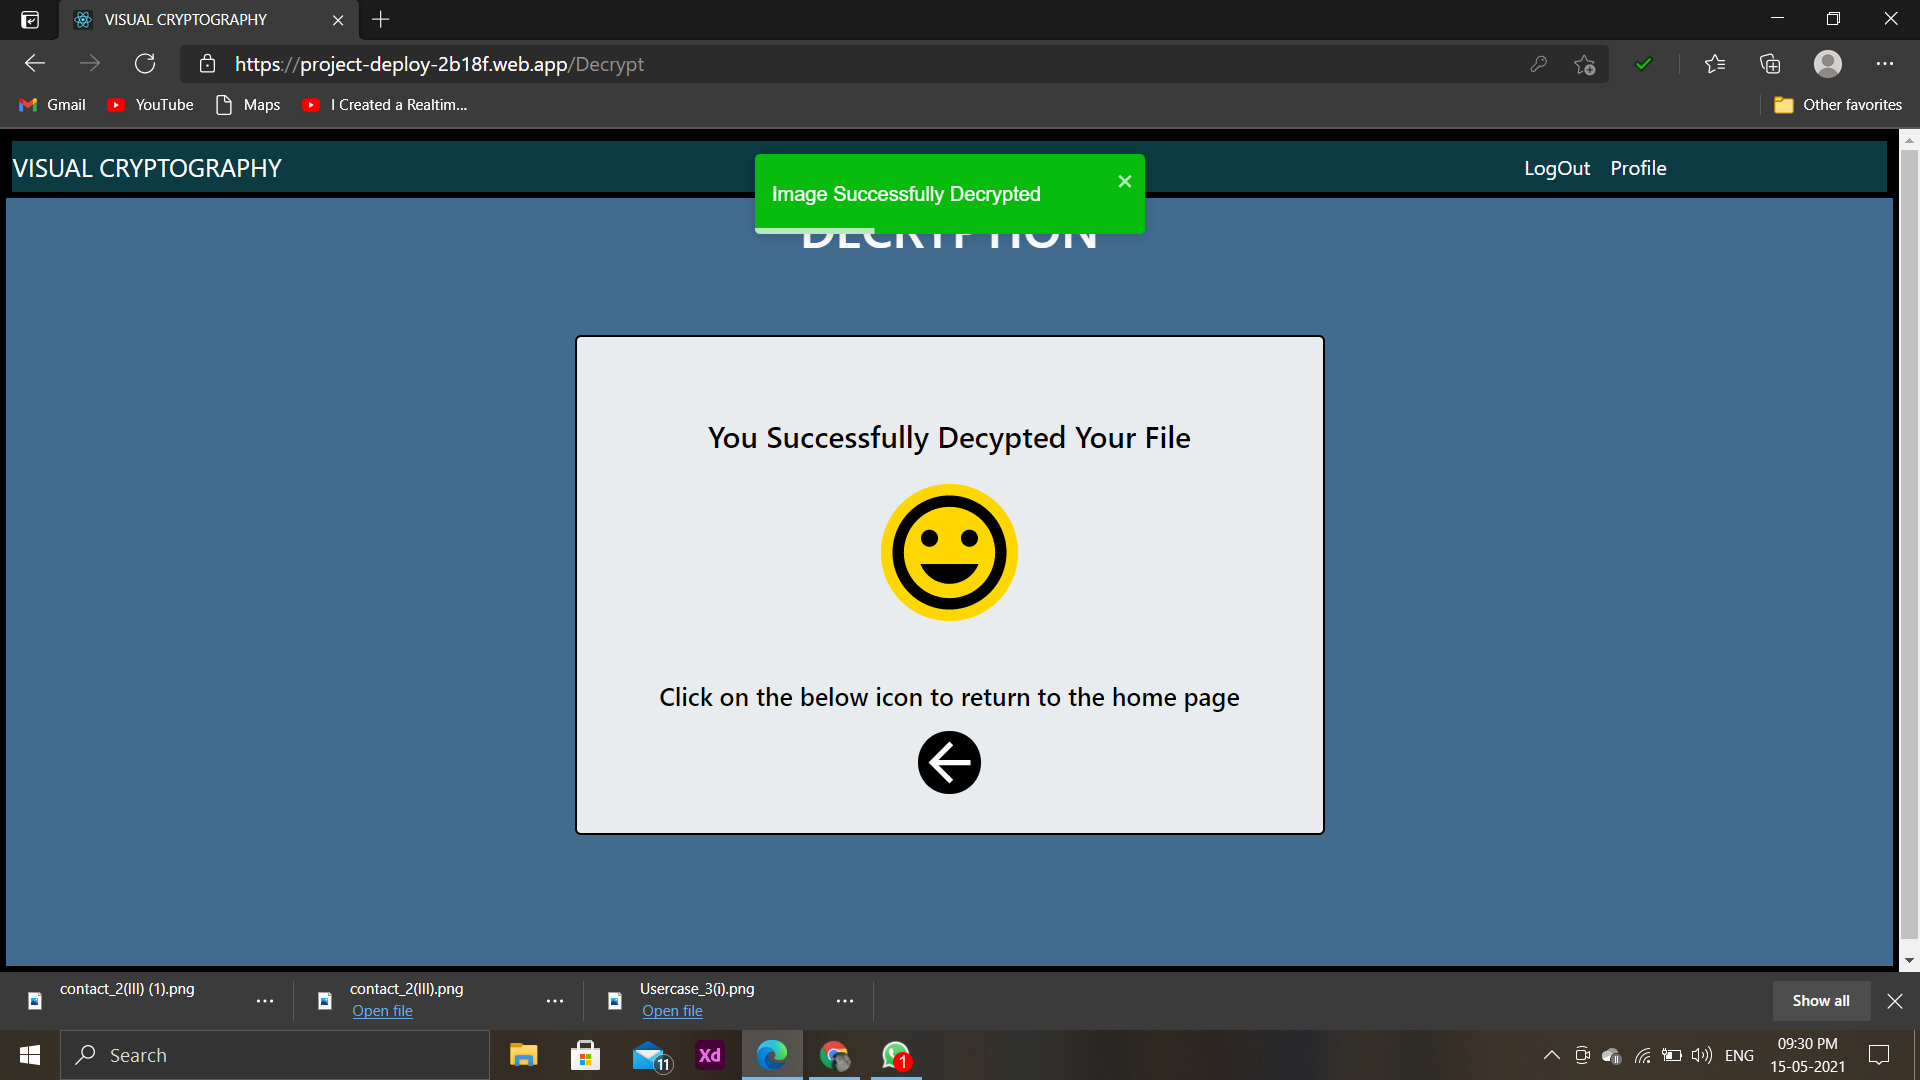 VISUAL CRYPTOGRAPHY
https://project-deploy-2b18f.web.app/Decrypt
Gmail YouTube Maps I Created a Realtim... Other favorites
VISUAL CRYPTOGRAPHY LogOut Profile
Image Successfully Decrypted
DECRYPTION
You Successfully Decypted Your File
Click on the below icon to return to the home page
contact_2(III) (1).png
contact_2(III).png
Open file
Usercase_3(i).png
Open file
Show all
Search
Xd
11
1
ENG
09:30 PM
15-05-2021